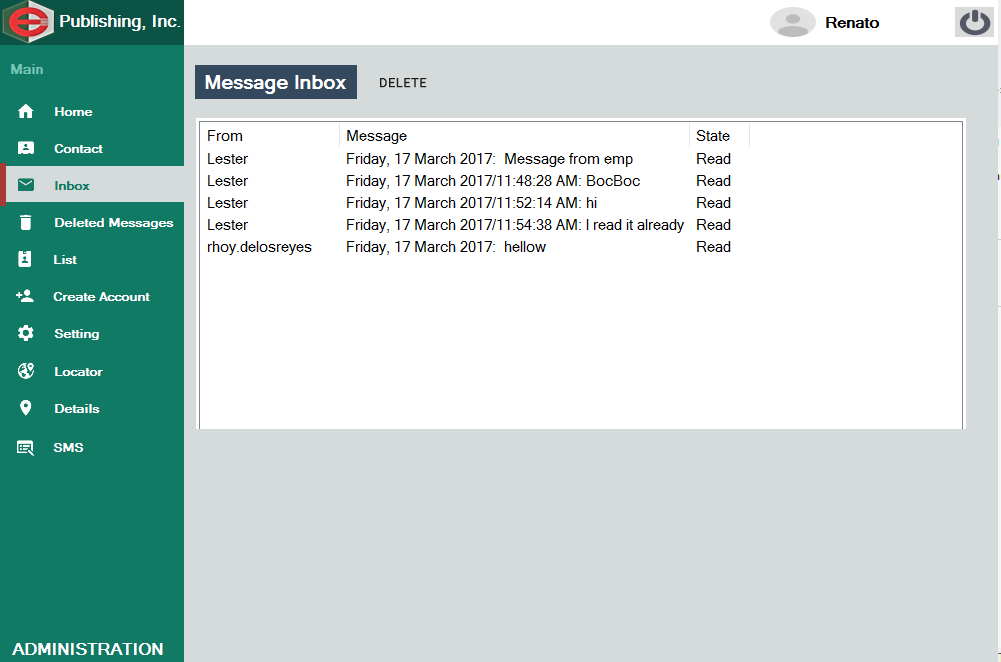 Publishing, Inc.
Renato
Main
Home
Contact
Inbox
Deleted Messages
List
Create Account
Setting
Locator
Details
SMS
ADMINISTRATION
Message Inbox DELETE
From Message State
Lester Friday, 17 March 2017: Message from emp Read
Lester Friday, 17 March 2017/11:48:28 AM: BocBoc Read
Lester Friday, 17 March 2017/11:52:14 AM: hi Read
Lester Friday, 17 March 2017/11:54:38 AM: I read it already Read
rhoy.delosreyes Friday, 17 March 2017: hellow Read